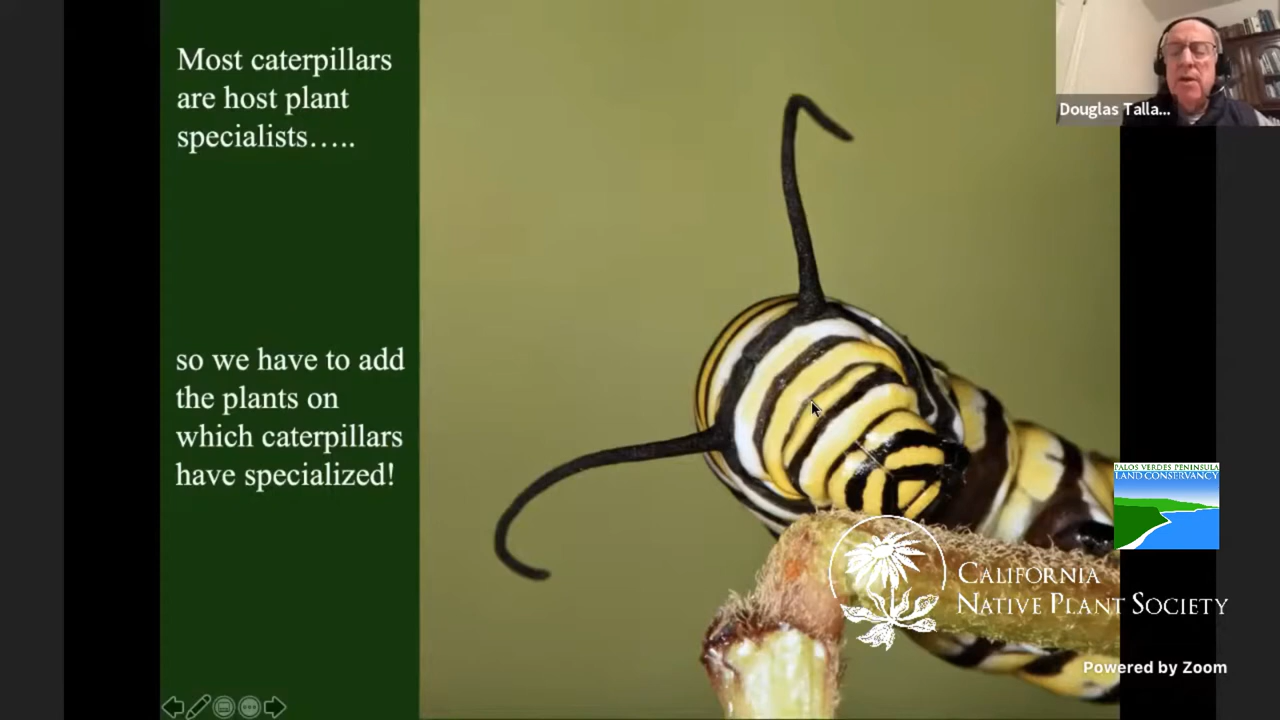 Most caterpillars
are host plant
specialists…..
so we have to add
the plants on
which caterpillars
have specialized!
Douglas Talla...
PALOS VERDES PENINSULA
LAND CONSERVANCY
CALIFORNIA
NATIVE PLANT SOCIETY
Powered by Zoom